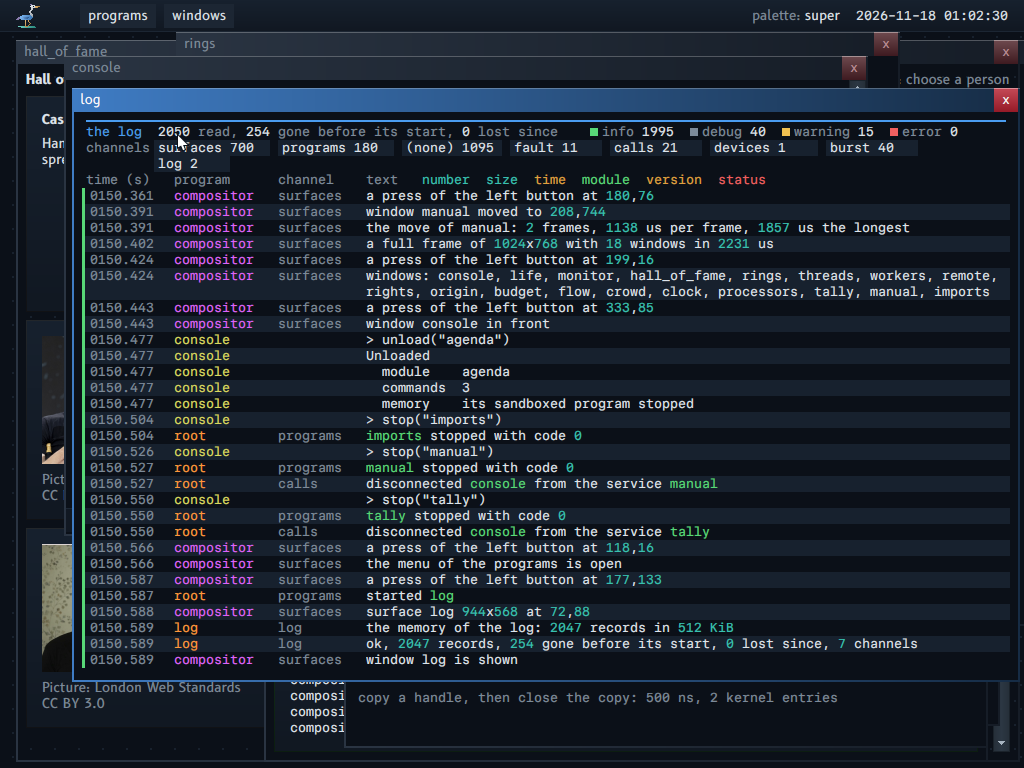 programs windows palette: super 2026-11-18 01:02:30
rings x
hall_of_fame x
console x
Hall o choose a person
log x
the log 2050 read, 254 gone before its start, 0 lost since info 1995 debug 40 warning 15 error 0
channels surfaces 700 programs 180 (none) 1095 fault 11 calls 21 devices 1 burst 40
log 2
Cas
Han
spre
time (s) program channel text number size time module version status
0150.361 compositor surfaces a press of the left button at 180,76
0150.391 compositor surfaces window manual moved to 208,744
0150.391 compositor surfaces the move of manual: 2 frames, 1138 us per frame, 1857 us the longest
0150.402 compositor surfaces a full frame of 1024x768 with 18 windows in 2231 us
0150.424 compositor surfaces a press of the left button at 199,16
0150.424 compositor surfaces windows: console, life, monitor, hall_of_fame, rings, threads, workers, remote,
rights, origin, budget, flow, crowd, clock, processors, tally, manual, imports
0150.443 compositor surfaces a press of the left button at 333,85
0150.443 compositor surfaces window console in front
0150.477 console > unload("agenda")
0150.477 console Unloaded
0150.477 console module agenda
0150.477 console commands 3
0150.477 console memory its sandboxed program stopped
0150.504 console > stop("imports")
0150.504 root programs imports stopped with code 0
0150.526 console > stop("manual")
0150.527 root programs manual stopped with code 0
0150.527 root calls disconnected console from the service manual
0150.550 console > stop("tally")
0150.550 root programs tally stopped with code 0
0150.550 root calls disconnected console from the service tally
0150.566 compositor surfaces a press of the left button at 118,16
0150.566 compositor surfaces the menu of the programs is open
0150.587 compositor surfaces a press of the left button at 177,133
0150.587 root programs started log
0150.588 compositor surfaces surface log 944x568 at 72,88
0150.589 log log the memory of the log: 2047 records in 512 KiB
0150.589 log log ok, 2047 records, 254 gone before its start, 0 lost since, 7 channels
0150.589 compositor surfaces window log is shown
Pict
CC
Picture: London Web Standards
CC BY 3.0
composi
composi
composi
composi
copy a handle, then close the copy: 500 ns, 2 kernel entries